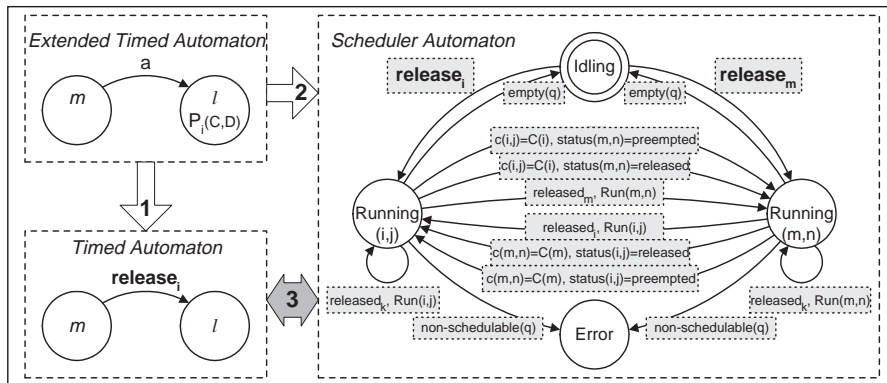 Extended Timed Automaton
a
m
l
P_i(C,D)
2
1
Timed Automaton
release_i
m
l
3
Scheduler Automaton
Idling
release_i
release_m
empty(q)
empty(q)
c(i,j)=C(i), status(m,n)=preempted
c(i,j)=C(i), status(m,n)=released
released_m, Run(m,n)
Running
(i,j)
Running
(m,n)
released_i, Run(i,j)
c(m,n)=C(m), status(i,j)=released
c(m,n)=C(m), status(i,j)=preempted
released_k, Run(i,j)
released_k, Run(m,n)
non-schedulable(q)
Error
non-schedulable(q)